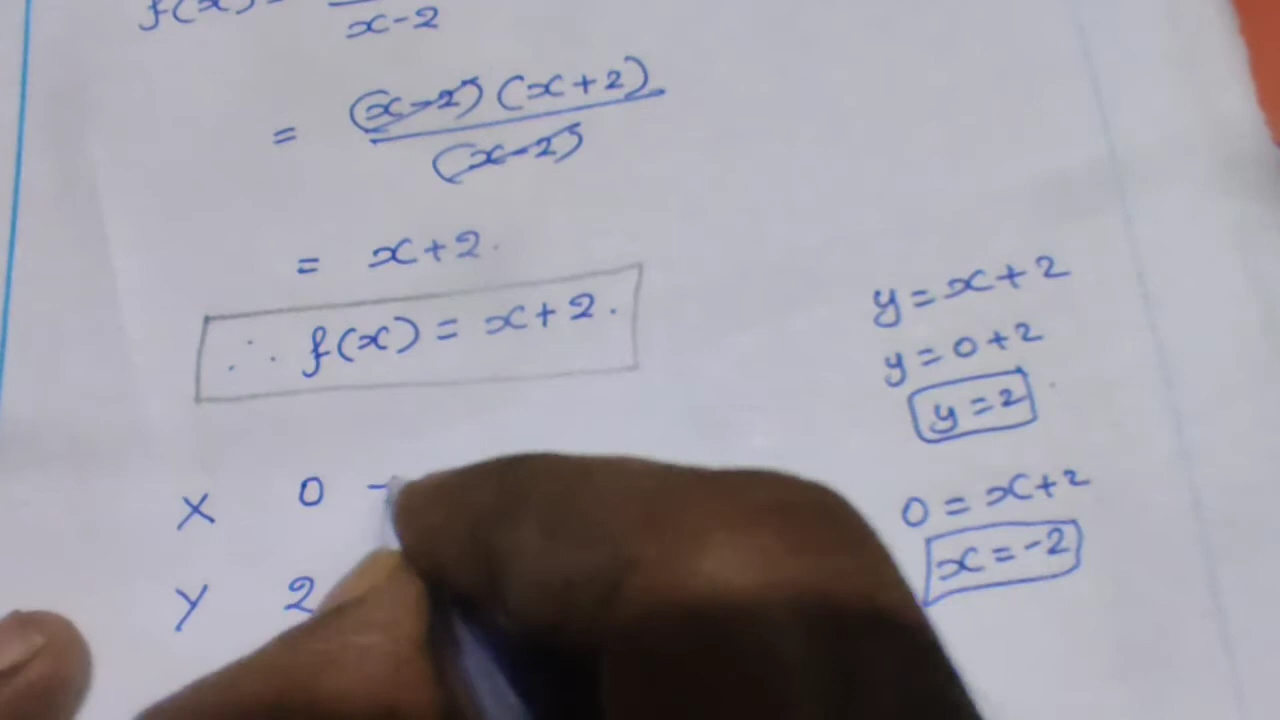 f(x) =
x-2
= (x-2) (x+2)
(x-2)
= x+2.
∴ f(x) = x+2.
y = x+2
y = 0+2
y = 2
0 = x+2
x = -2
X 0 -
Y 2